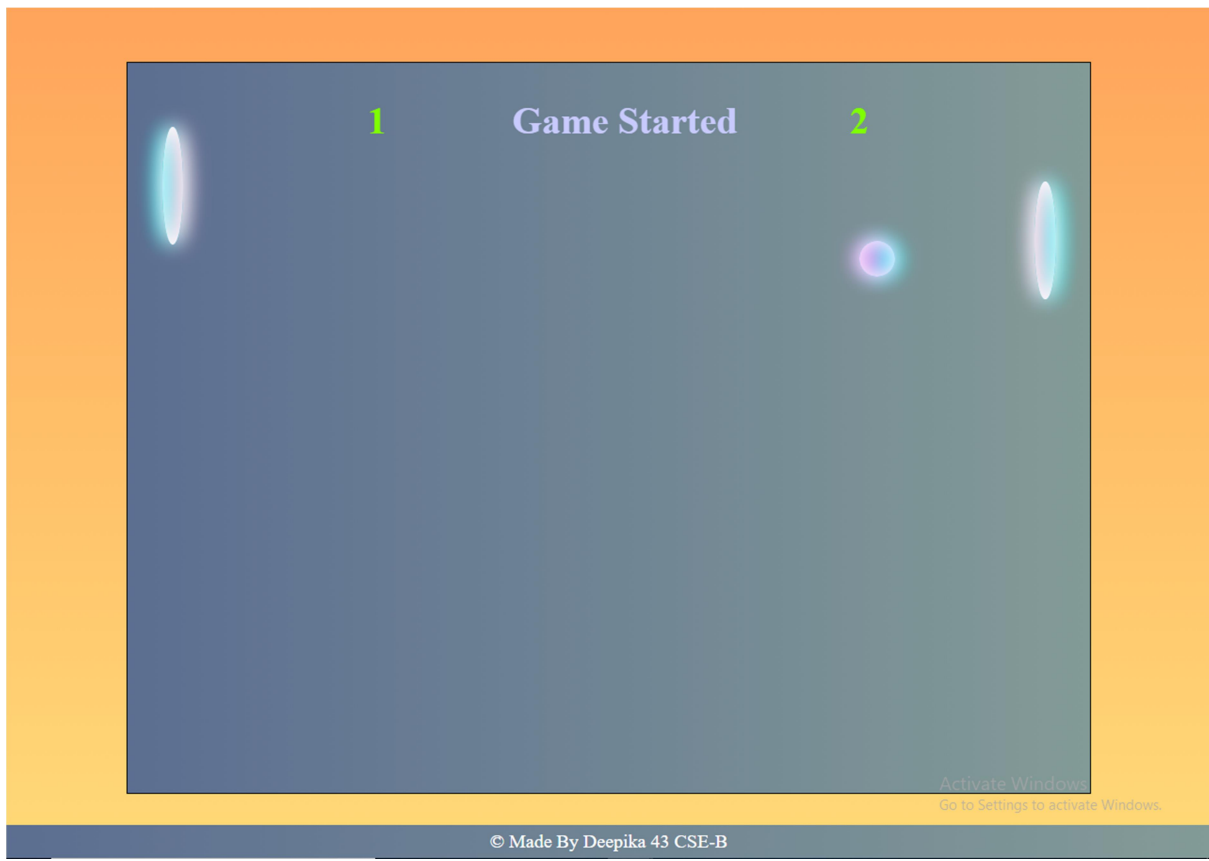 1 Game Started 2
Activate Windows
Go to Settings to activate Windows.
© Made By Deepika 43 CSE-B